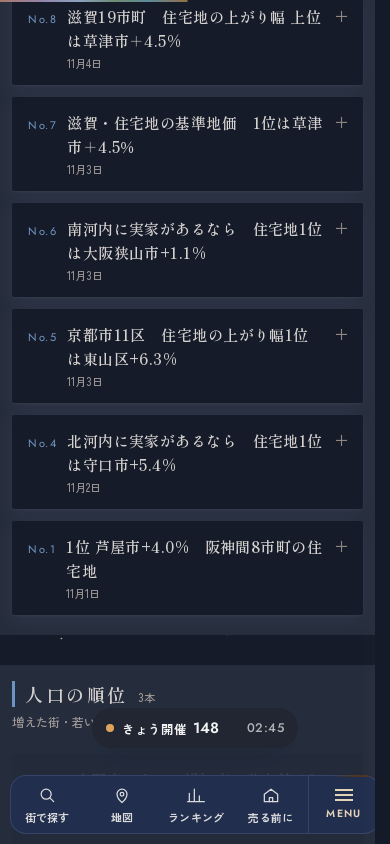 No.8
滋賀19市町　住宅地の上がり幅 上位
は草津市＋4.5%
11月4日
No.7
滋賀・住宅地の基準地価　1位は草津
市＋4.5%
11月3日
No.6
南河内に実家があるなら　住宅地1位
は大阪狭山市+1.1%
11月3日
No.5
京都市11区　住宅地の上がり幅1位
は東山区+6.3%
11月3日
No.4
北河内に実家があるなら　住宅地1位
は守口市+5.4%
11月2日
No.1
1位 芦屋市+4.0%　阪神間8市町の住
宅地
11月1日
人口の順位 3本
増えた街・若い
きょう開催 148 02:45
街で探す
地図
ランキング
売る前に
MENU